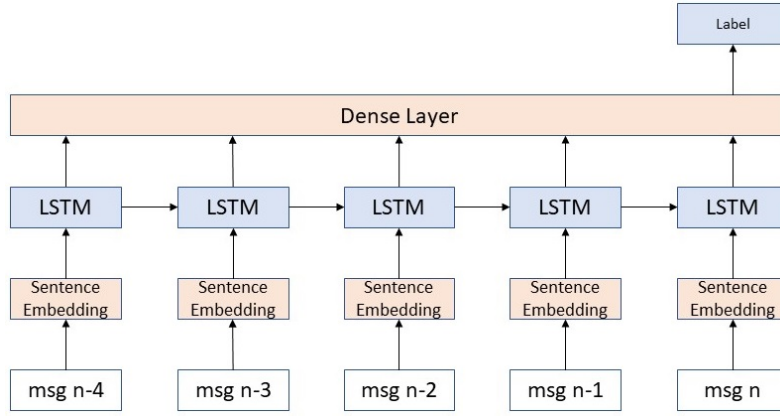 Label
Dense Layer
LSTM LSTM LSTM LSTM LSTM
Sentence Sentence Sentence Sentence Sentence
Embedding Embedding Embedding Embedding Embedding
msg n-4 msg n-3 msg n-2 msg n-1 msg n